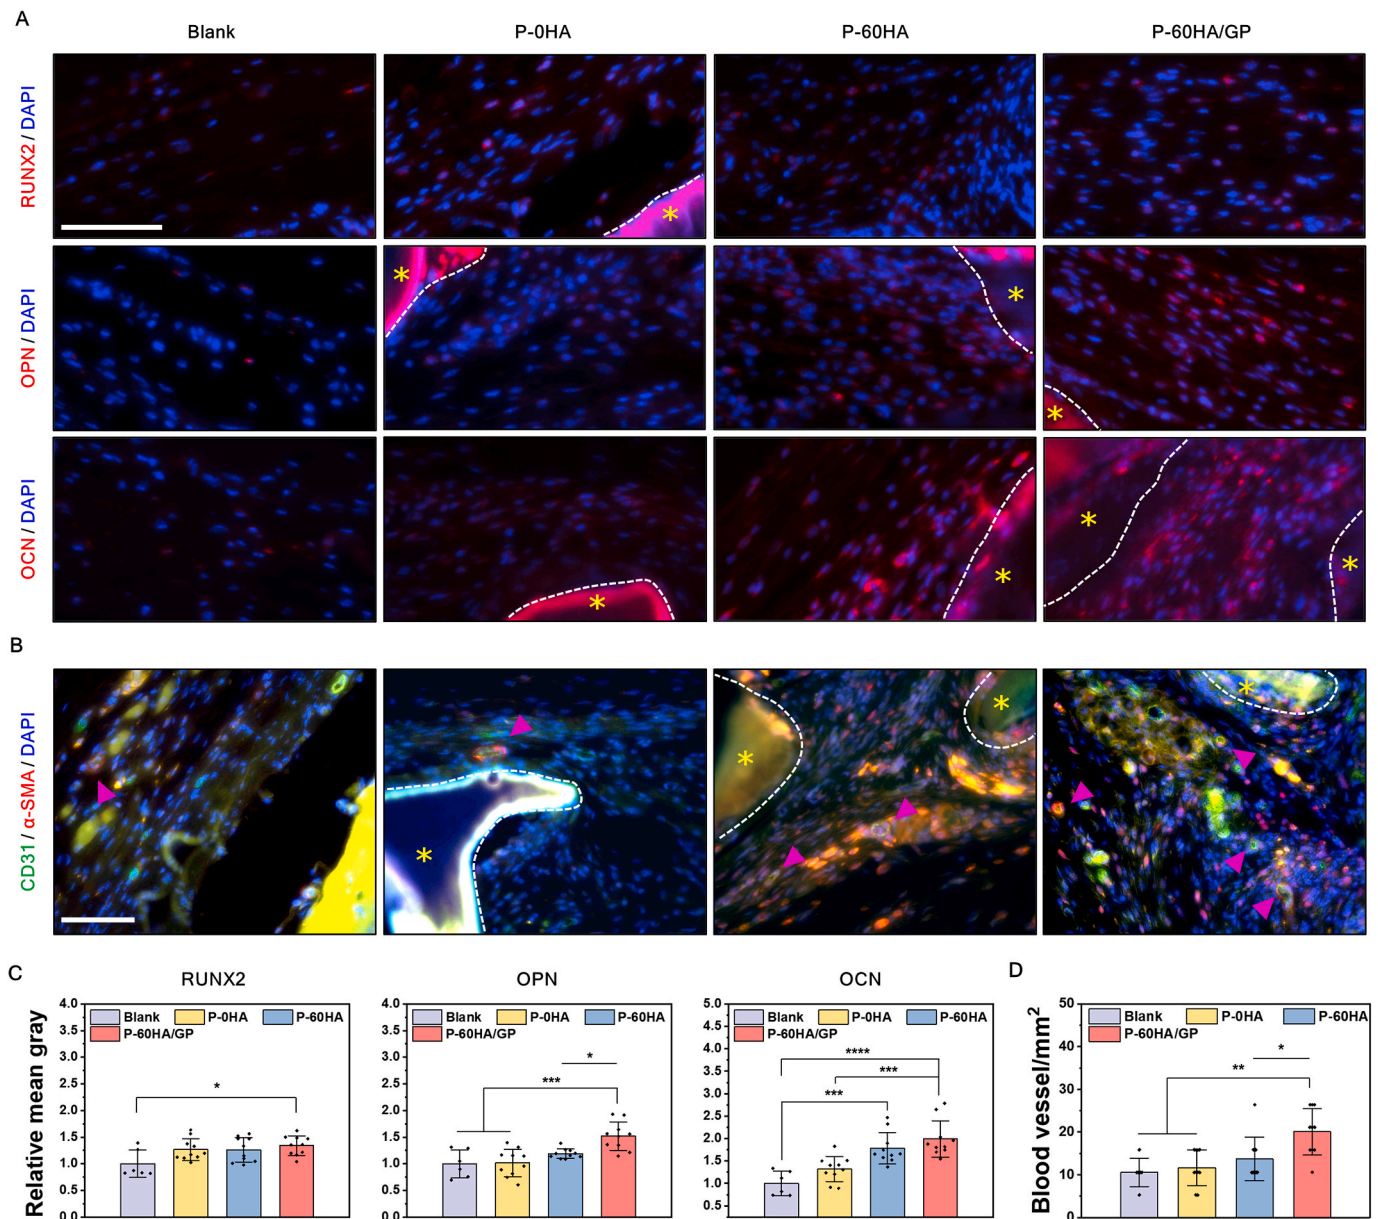 A
Blank P-0HA P-60HA P-60HA/GP
RUNX2 / DAPI
*
OPN / DAPI
* * *
OCN / DAPI
* * * *
B
CD31 / α-SMA / DAPI
* * * *
C
RUNX2
Relative mean gray
4.0
3.5
3.0
2.5
2.0
1.5
1.0
0.5
0.0
Blank P-0HA P-60HA
P-60HA/GP
*
OPN
4.0
3.5
3.0
2.5
2.0
1.5
1.0
0.5
0.0
Blank P-0HA P-60HA
P-60HA/GP
*
***
OCN
5.0
4.5
4.0
3.5
3.0
2.5
2.0
1.5
1.0
0.5
Blank P-0HA P-60HA
P-60HA/GP
****
***
***
D
Blood vessel/mm²
50
40
30
20
10
0
Blank P-0HA P-60HA
P-60HA/GP
*
**